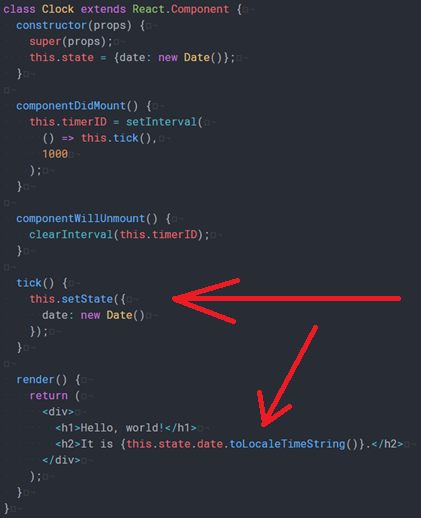 class Clock extends React.Component {
  constructor(props) {
    super(props);
    this.state = {date: new Date()};
  }

  componentDidMount() {
    this.timerID = setInterval(
      () => this.tick(),
      1000
    );
  }

  componentWillUnmount() {
    clearInterval(this.timerID);
  }

  tick() {
    this.setState({
      date: new Date()
    });
  }

  render() {
    return (
      <div>
        <h1>Hello, world!</h1>
        <h2>It is {this.state.date.toLocaleTimeString()}.</h2>
      </div>
    );
  }
}